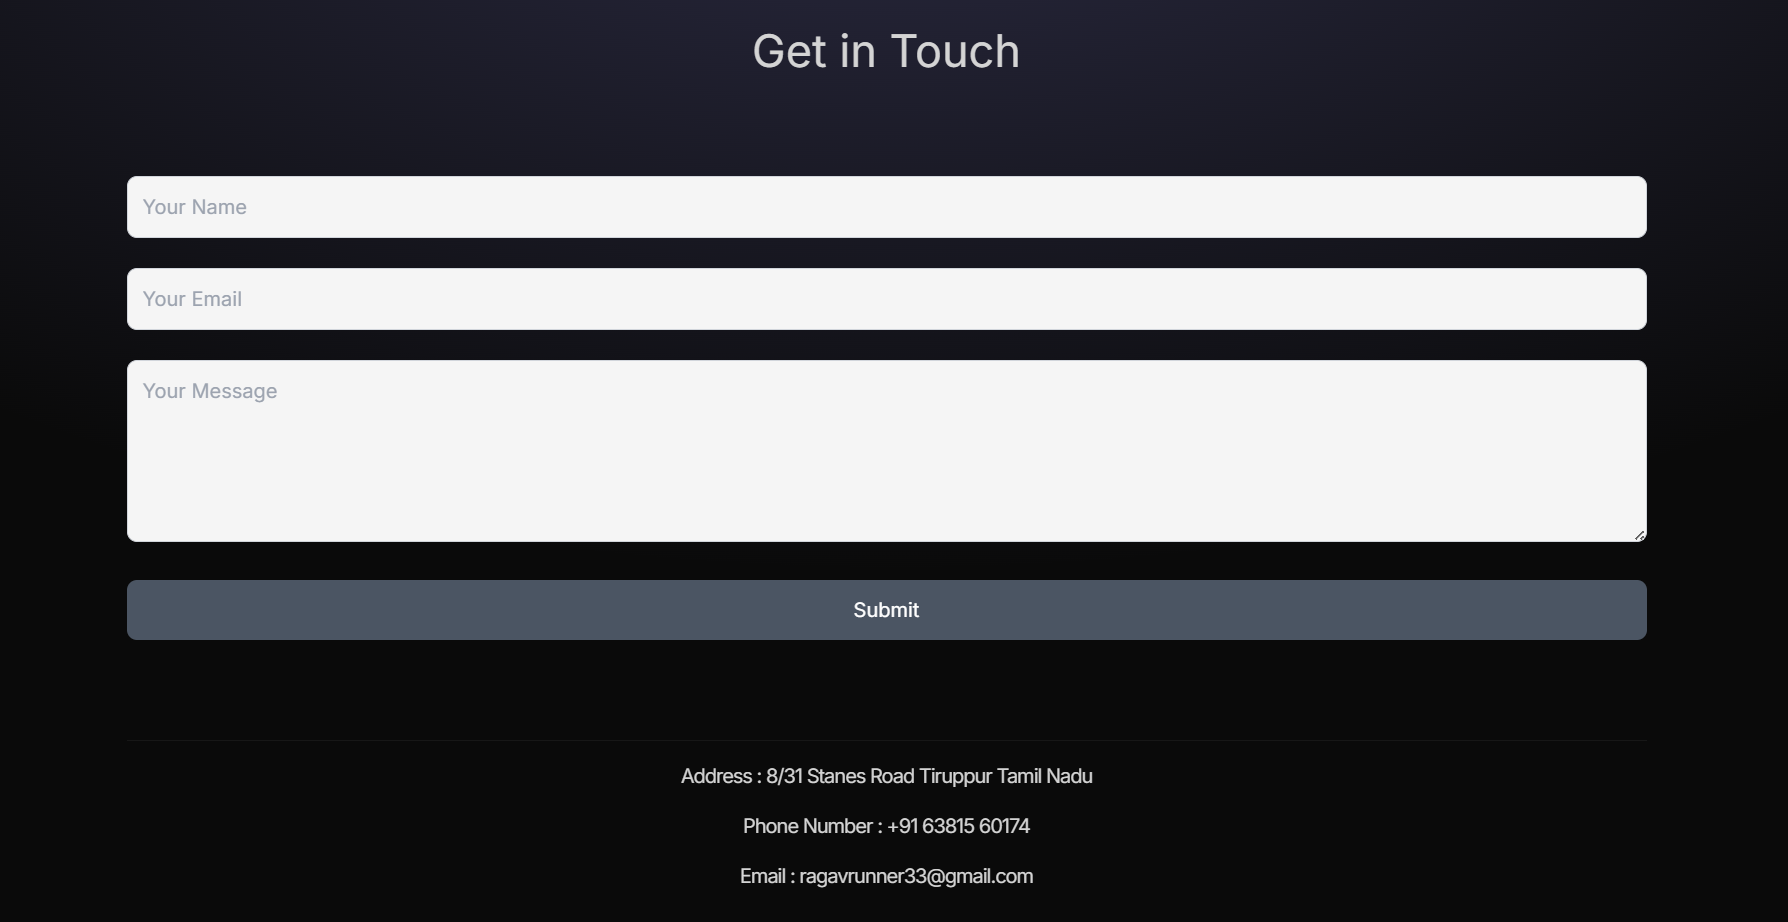 Get in Touch
Your Name
Your Email
Your Message
Submit
Address : 8/31 Stanes Road Tiruppur Tamil Nadu
Phone Number : +91 63815 60174
Email : ragavrunner33@gmail.com